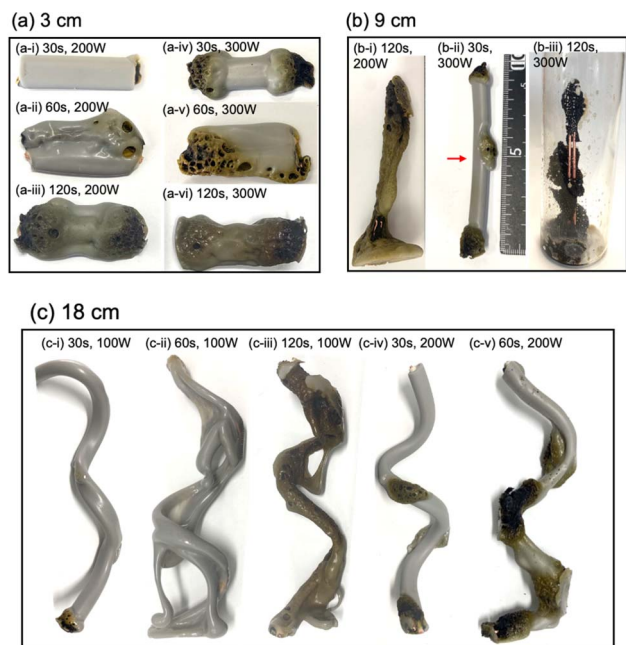 (a) 3 cm
(a-i) 30s, 200W
(a-iv) 30s, 300W
(a-ii) 60s, 200W
(a-v) 60s, 300W
(a-iii) 120s, 200W
(a-vi) 120s, 300W
(b) 9 cm
(b-i) 120s,
200W
(b-ii) 30s,
300W
(b-iii) 120s,
300W
5
(c) 18 cm
(c-i) 30s, 100W
(c-ii) 60s, 100W
(c-iii) 120s, 100W
(c-iv) 30s, 200W
(c-v) 60s, 200W